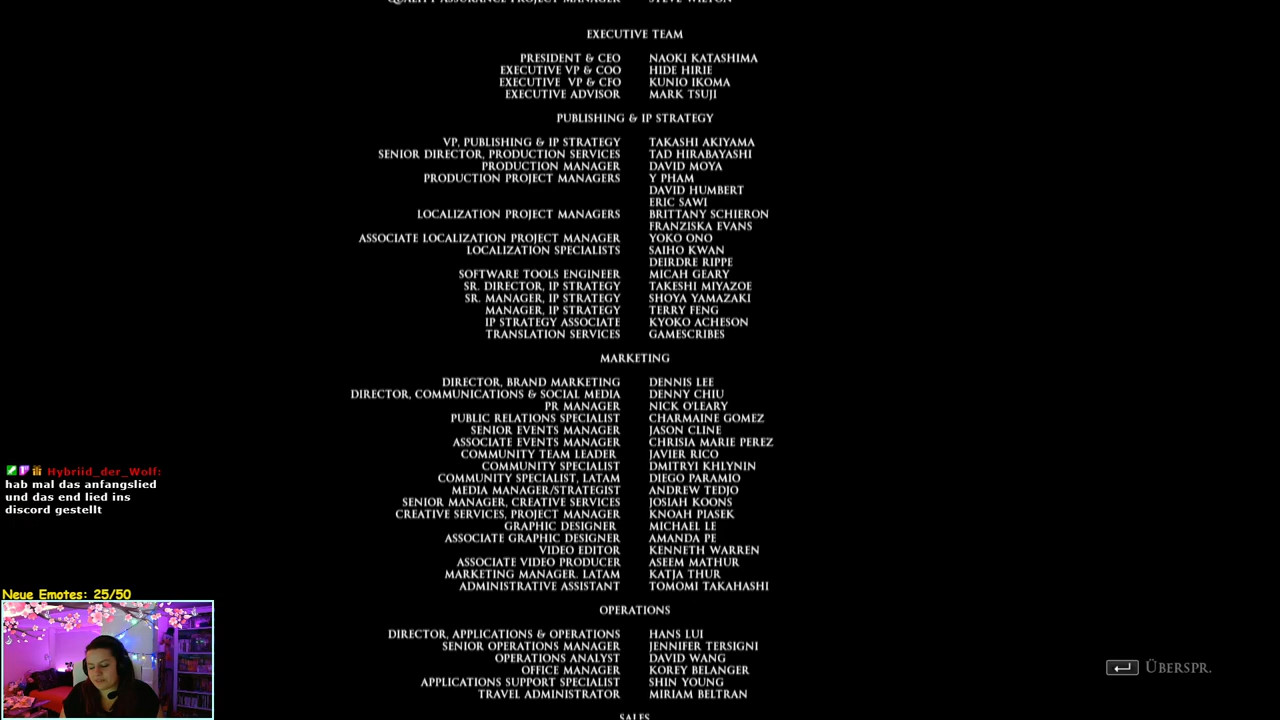 QUALITY ASSURANCE PROJECT MANAGER STEVE WILTON
EXECUTIVE TEAM
PRESIDENT & CEO NAOKI KATASHIMA
EXECUTIVE VP & COO HIDE HIRIE
EXECUTIVE VP & CFO KUNIO IKOMA
EXECUTIVE ADVISOR MARK TSUJI
PUBLISHING & IP STRATEGY
VP, PUBLISHING & IP STRATEGY TAKASHI AKIYAMA
SENIOR DIRECTOR, PRODUCTION SERVICES TAD HIRABAYASHI
PRODUCTION MANAGER DAVID MOYA
PRODUCTION PROJECT MANAGERS Y PHAM
DAVID HUMBERT
ERIC SAWI
LOCALIZATION PROJECT MANAGERS BRITTANY SCHIERON
FRANZISKA EVANS
ASSOCIATE LOCALIZATION PROJECT MANAGER YOKO ONO
LOCALIZATION SPECIALISTS SAIHO KWAN
DEIRDRE RIPPE
SOFTWARE TOOLS ENGINEER MICAH GEARY
SR. DIRECTOR, IP STRATEGY TAKESHI MIYAZOE
SR. MANAGER, IP STRATEGY SHOYA YAMAZAKI
MANAGER, IP STRATEGY TERRY FENG
IP STRATEGY ASSOCIATE KYOKO ACHESON
TRANSLATION SERVICES GAMESCRIBES
MARKETING
DIRECTOR, BRAND MARKETING DENNIS LEE
DIRECTOR, COMMUNICATIONS & SOCIAL MEDIA DENNY CHIU
PR MANAGER NICK O'LEARY
PUBLIC RELATIONS SPECIALIST CHARMAINE GOMEZ
SENIOR EVENTS MANAGER JASON CLINE
ASSOCIATE EVENTS MANAGER CHRISIA MARIE PEREZ
COMMUNITY TEAM LEADER JAVIER RICO
COMMUNITY SPECIALIST DMITRYI KHLYNIN
COMMUNITY SPECIALIST, LATAM DIEGO PARAMIO
MEDIA MANAGER/STRATEGIST ANDREW TEDJO
SENIOR MANAGER, CREATIVE SERVICES JOSIAH KOONS
CREATIVE SERVICES, PROJECT MANAGER KNOAH PIASEK
GRAPHIC DESIGNER MICHAEL LE
ASSOCIATE GRAPHIC DESIGNER AMANDA PE
VIDEO EDITOR KENNETH WARREN
ASSOCIATE VIDEO PRODUCER ASEEM MATHUR
MARKETING MANAGER. LATAM KATJA THUR
ADMINISTRATIVE ASSISTANT TOMOMI TAKAHASHI
OPERATIONS
DIRECTOR, APPLICATIONS & OPERATIONS HANS LUI
SENIOR OPERATIONS MANAGER JENNIFER TERSIGNI
OPERATIONS ANALYST DAVID WANG
OFFICE MANAGER KOREY BELANGER
APPLICATIONS SUPPORT SPECIALIST SHIN YOUNG
TRAVEL ADMINISTRATOR MIRIAM BELTRAN
SALES
Hybriid_der_Wolf:
hab mal das anfangslied
und das end lied ins
discord gestellt
Neue Emotes: 25/50
ÜBERSPR.